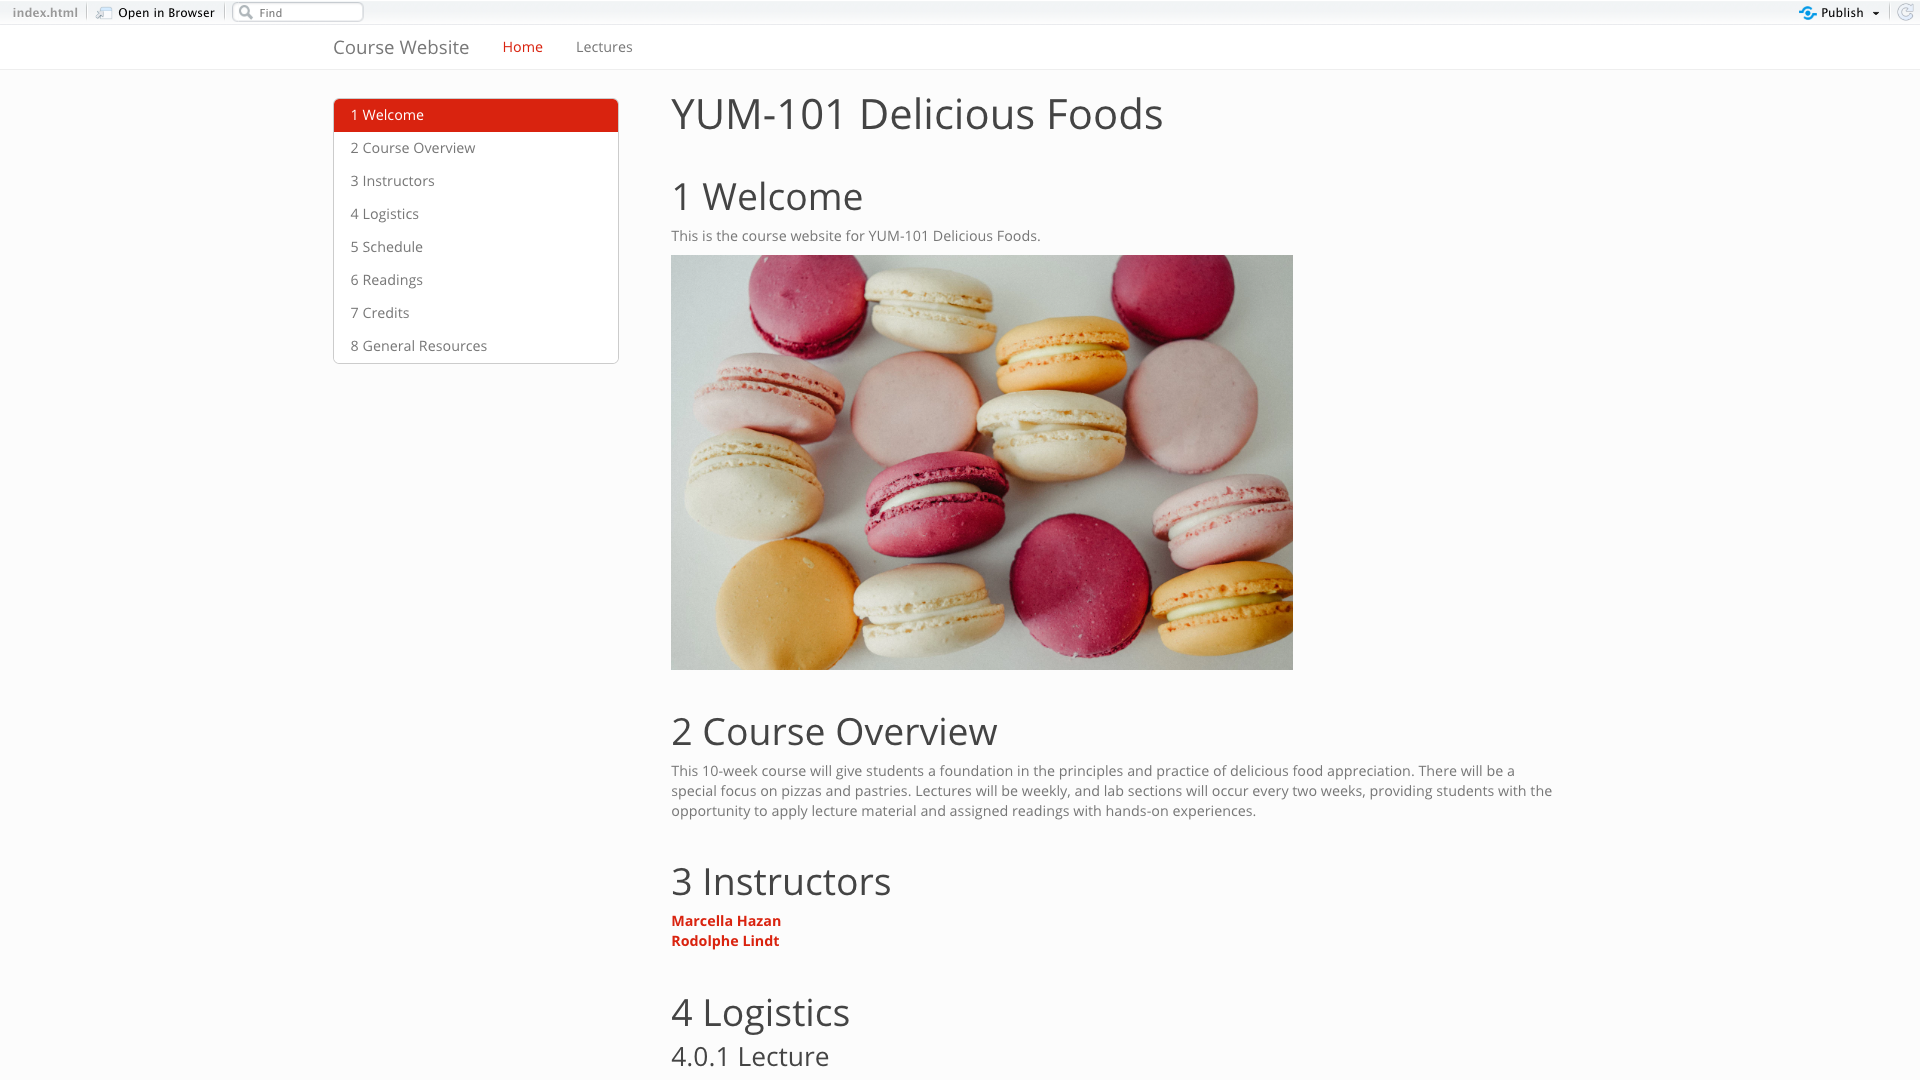 index.html Open in Browser Find Publish
Course Website Home Lectures
1 Welcome
2 Course Overview
3 Instructors
4 Logistics
5 Schedule
6 Readings
7 Credits
8 General Resources
YUM-101 Delicious Foods
1 Welcome
This is the course website for YUM-101 Delicious Foods.
2 Course Overview
This 10-week course will give students a foundation in the principles and practice of delicious food appreciation. There will be a
special focus on pizzas and pastries. Lectures will be weekly, and lab sections will occur every two weeks, providing students with the
opportunity to apply lecture material and assigned readings with hands-on experiences.
3 Instructors
Marcella Hazan
Rodolphe Lindt
4 Logistics
4.0.1 Lecture